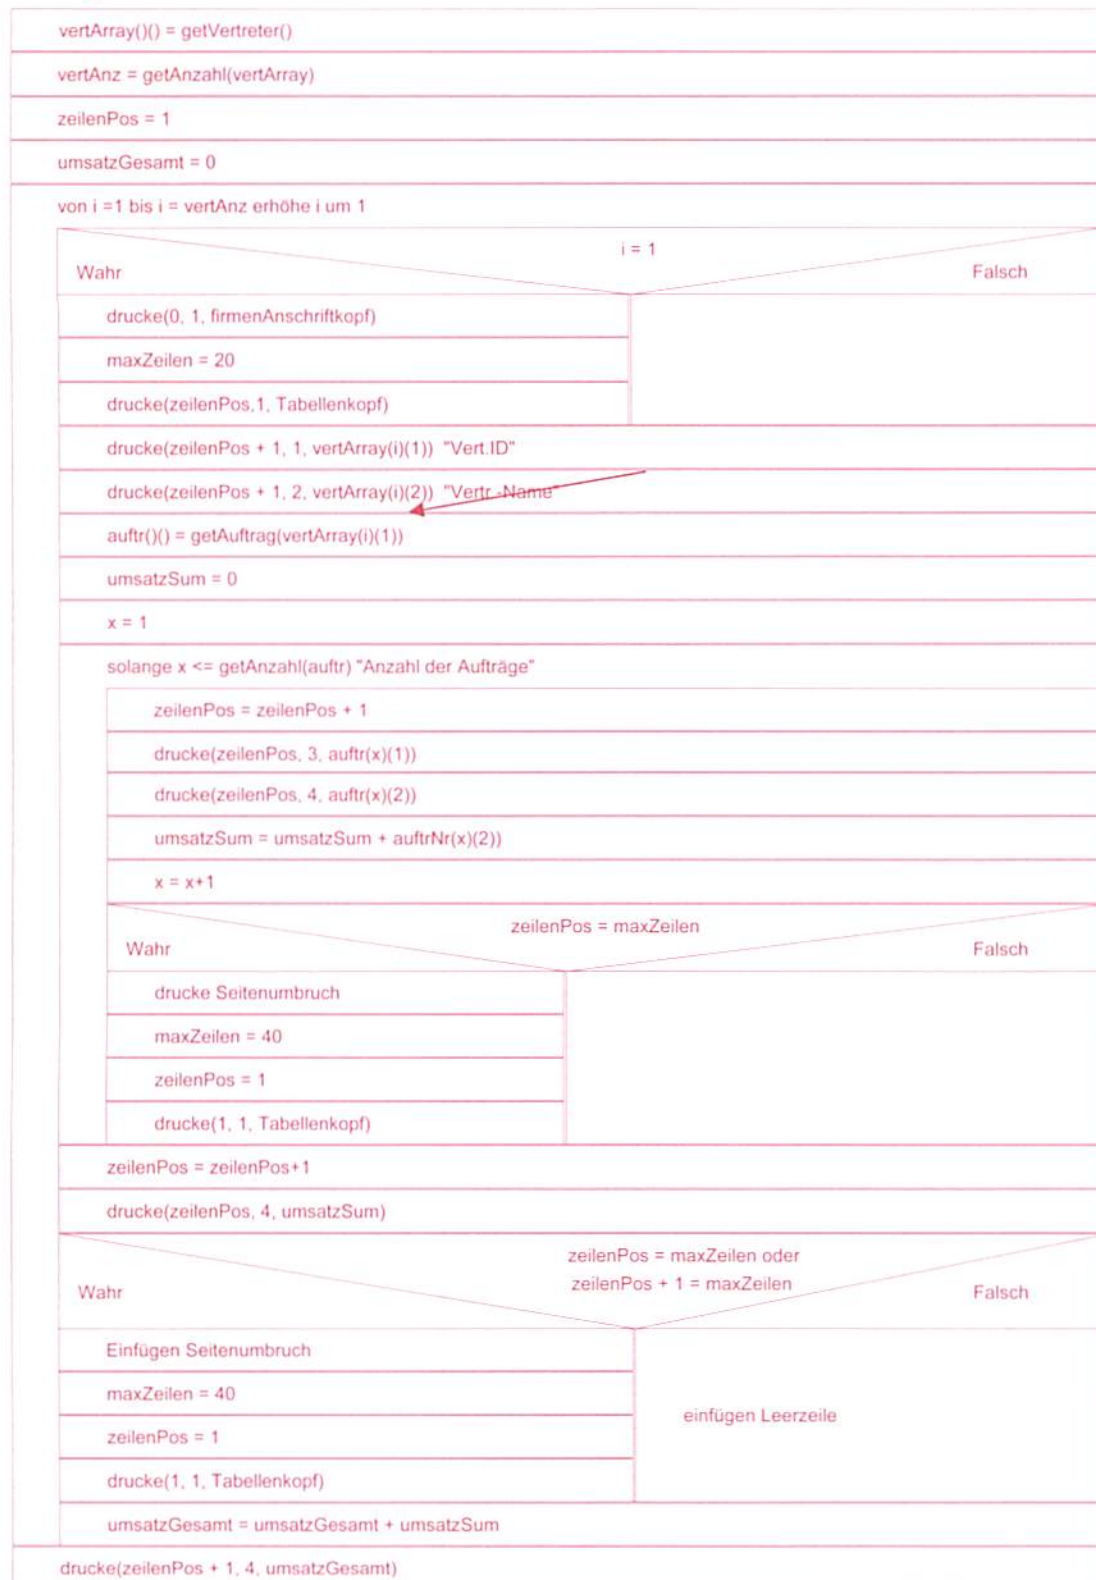 vertArray()() = getVertreter()
vertAnz = getAnzahl(vertArray)
zeilenPos = 1
umsatzGesamt = 0
von i =1 bis i = vertAnz erhöhe i um 1
i = 1
Wahr Falsch
drucke(0, 1, firmenAnschriftkopf)
maxZeilen = 20
drucke(zeilenPos,1, Tabellenkopf)
drucke(zeilenPos + 1, 1, vertArray(i)(1)) "Vert.ID"
drucke(zeilenPos + 1, 2, vertArray(i)(2)) "Vertr.-Name"
auftr()() = getAuftrag(vertArray(i)(1))
umsatzSum = 0
x = 1
solange x <= getAnzahl(auftr) "Anzahl der Aufträge"
zeilenPos = zeilenPos + 1
drucke(zeilenPos, 3, auftr(x)(1))
drucke(zeilenPos, 4, auftr(x)(2))
umsatzSum = umsatzSum + auftrNr(x)(2))
x = x+1
zeilenPos = maxZeilen
Wahr Falsch
drucke Seitenumbruch
maxZeilen = 40
zeilenPos = 1
drucke(1, 1, Tabellenkopf)
zeilenPos = zeilenPos+1
drucke(zeilenPos, 4, umsatzSum)
zeilenPos = maxZeilen oder
zeilenPos + 1 = maxZeilen
Wahr Falsch
Einfügen Seitenumbruch
maxZeilen = 40
einfügen Leerzeile
zeilenPos = 1
drucke(1, 1, Tabellenkopf)
umsatzGesamt = umsatzGesamt + umsatzSum
drucke(zeilenPos + 1, 4, umsatzGesamt)